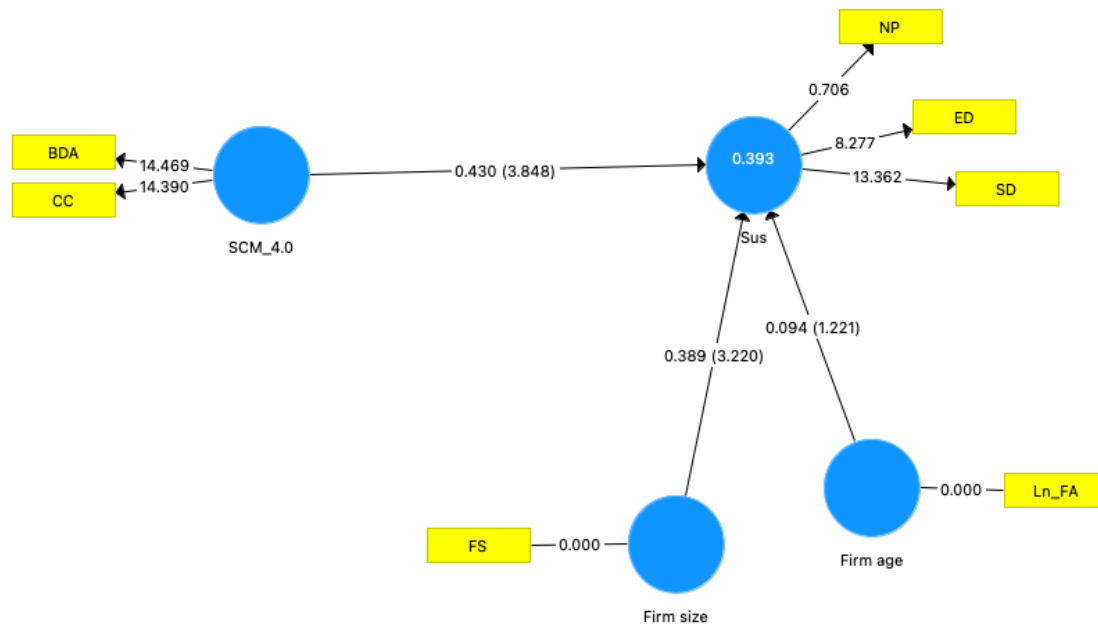 NP
0.706
ED
8.277
0.393
13.362
SD
Sus
BDA
14.469
CC
14.390
SCM_4.0
0.430 (3.848)
0.094 (1.221)
0.389 (3.220)
0.000
Ln_FA
Firm age
FS
0.000
Firm size